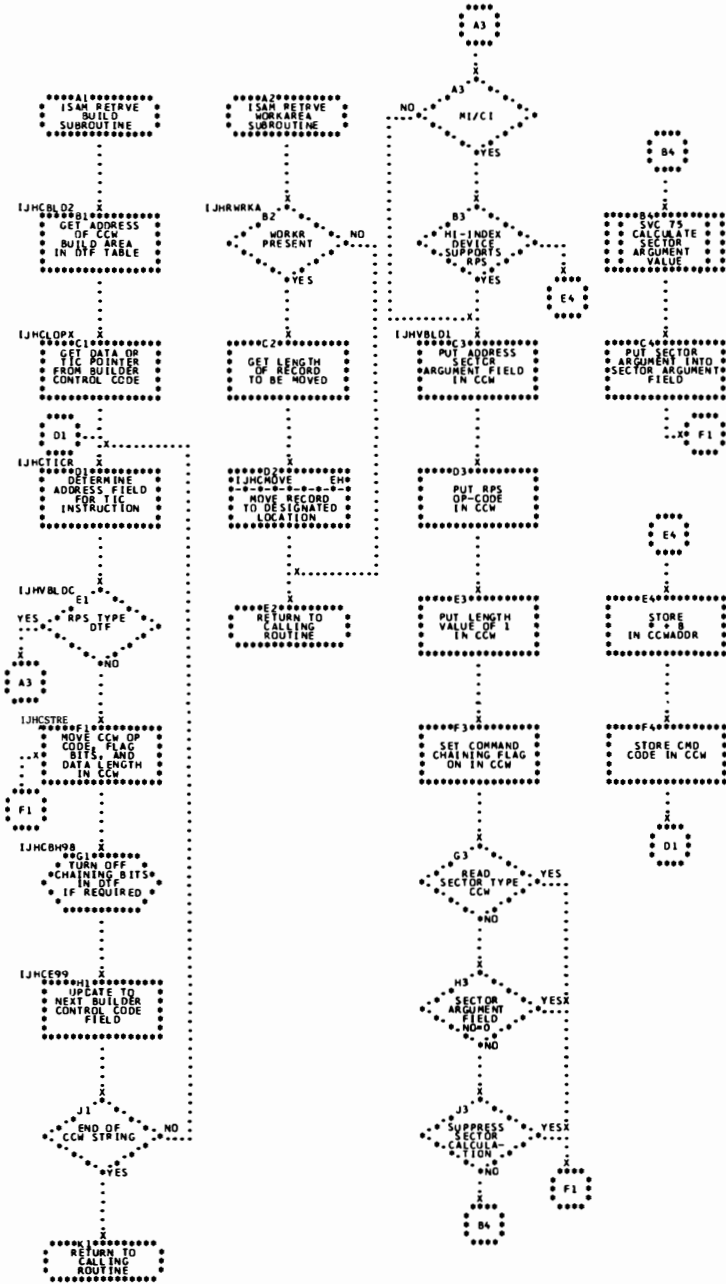 A1
ISAM RETRVE
BUILD
SUBROUTINE
IJHCBLD2
B1
GET ADDRESS
OF CCW
BUILD AREA
IN DTF TABLE
IJHCLOPX
C1
GET DATA OR
TIC POINTER
FROM BUILDER
CONTROL CODE
D1
IJHCTICR
D1
DETERMINE
ADDRESS FIELD
FOR TIC
INSTRUCTION
IJHVBLDC
E1
YES
RPS TYPE
DTF
NO
A3
IJHCSTRE
F1
MOVE CCW OP
CODE, FLAG
BITS, AND
DATA LENGTH
IN CCW
F1
IJHCBH98
G1
TURN OFF
CHAINING BITS
IN DTF
IF REQUIRED
IJHCE99
H1
UPDATE TO
NEXT BUILDER
CONTROL CODE
FIELD
J1
END OF
CCW STRING
NO
YES
K1
RETURN TO
CALLING
ROUTINE
A2
ISAM RETRVE
WORKAREA
SUBROUTINE
IJHRWRKA
B2
WORKR
PRESENT
NO
YES
C2
GET LENGTH
OF RECORD
TO BE MOVED
D2
IJHCMOVE EH
MOVE RECORD
TO DESIGNATED
LOCATION
E2
RETURN TO
CALLING
ROUTINE
A3
A3
NO
MI/CI
YES
B3
HI-INDEX
DEVICE
SUPPORTS
RPS
YES
E4
IJHVBLD1
C3
PUT ADDRESS
SECTOR
ARGUMENT FIELD
IN CCW
D3
PUT RPS
OP-CODE
IN CCW
E3
PUT LENGTH
VALUE OF 1
IN CCW
F3
SET COMMAND
CHAINING FLAG
ON IN CCW
G3
READ
SECTOR TYPE
CCW
YES
NO
H3
SECTOR
ARGUMENT
FIELD
NO=0
YES
NO
J3
SUPPRESS
SECTOR
CALCULA-
TION
YES
NO
F1
B4
B4
B4
SVC 75
CALCULATE
SECTOR
ARGUMENT
VALUE
C4
PUT SECTOR
ARGUMENT INTO
SECTOR ARGUMENT
FIELD
F1
E4
E4
STORE
* + 8
IN CCWADDR
F4
STORE CMD
CODE IN CCW
D1